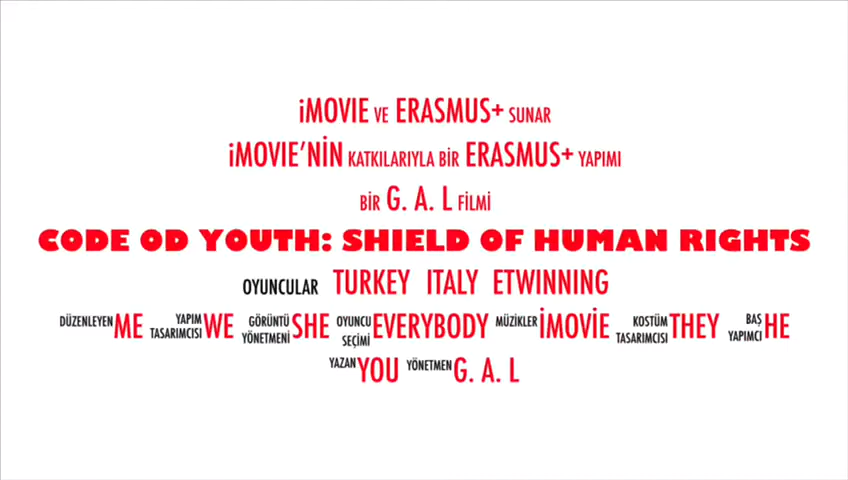 iMOVIE VE ERASMUS+ SUNAR
iMOVIE'NİN KATKILARIYLA BİR ERASMUS+ YAPIMI
BİR G. A. L FİLMİ
CODE OD YOUTH: SHIELD OF HUMAN RIGHTS
OYUNCULAR TURKEY ITALY ETWINNING
DÜZENLEYEN ME YAPIM TASARIMCISI WE GÖRÜNTÜ YÖNETMENİ SHE OYUNCU SEÇİMİ EVERYBODY MÜZİKLER İMOVİE KOSTÜM TASARIMCISI THEY BAŞ YAPIMCI HE
YAZAN YOU YÖNETMEN G. A. L